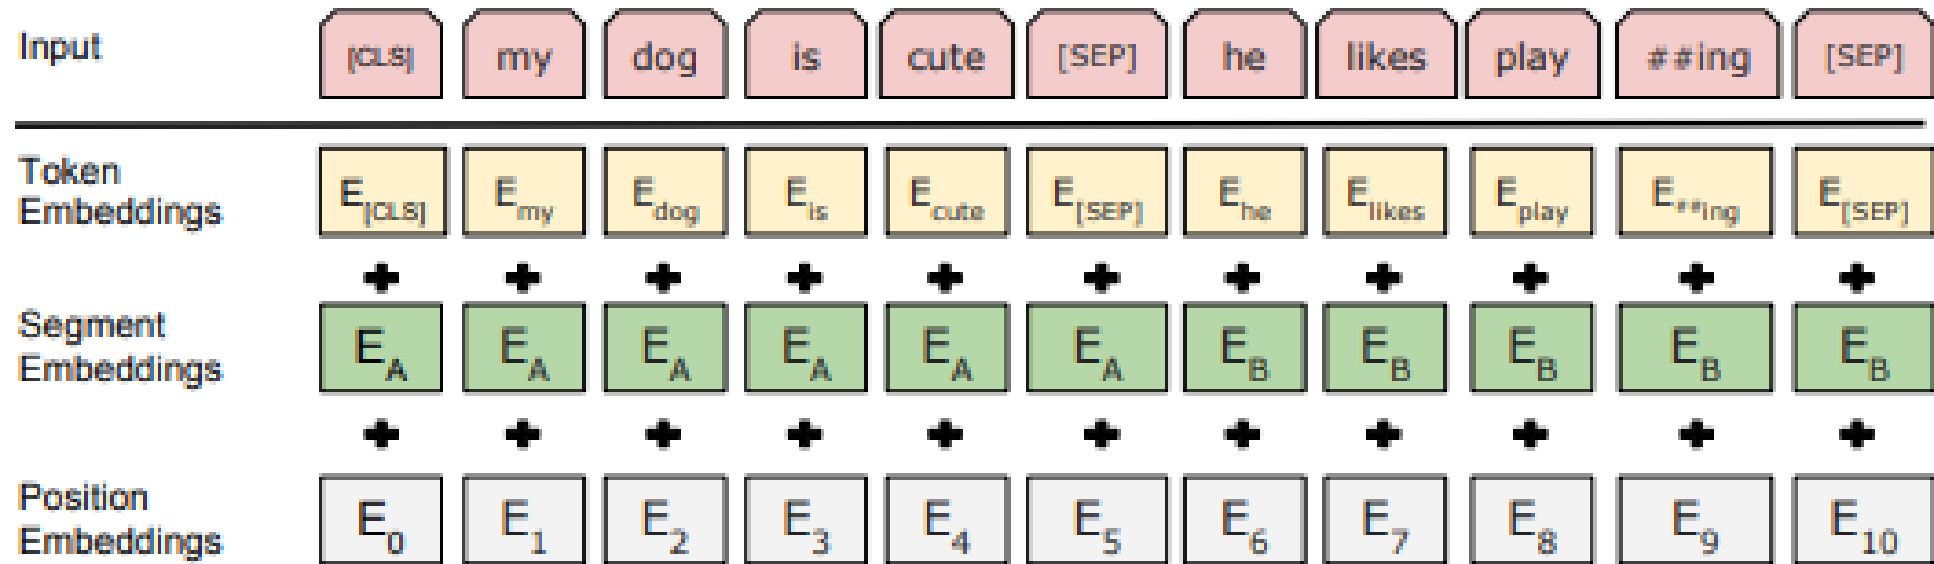 Input [CLS] my dog is cute [SEP] he likes play ##ing [SEP]
Token
Embeddings E[CLS] Emy Edog Eis Ecute E[SEP] Ehe Elikes Eplay E##ing E[SEP]
+ + + + + + + + + + +
Segment
Embeddings EA EA EA EA EA EA EB EB EB EB EB
+ + + + + + + + + + +
Position
Embeddings E0 E1 E2 E3 E4 E5 E6 E7 E8 E9 E10